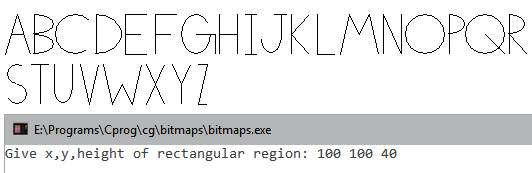 ABCDEFGHIJKLMNOPQR
STUVWXYZ
E:\Programs\Cprog\cg\bitmaps\bitmaps.exe
Give x,y,height of rectangular region: 100 100 40